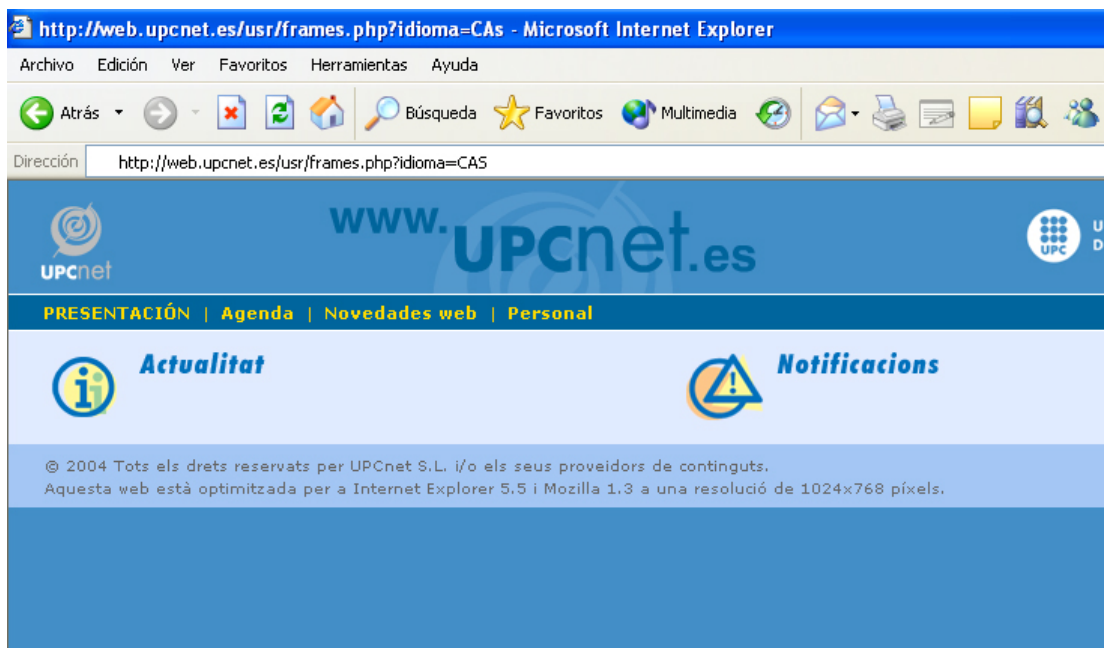 http://web.upcnet.es/usr/frames.php?idioma=CAs - Microsoft Internet Explorer
Archivo Edición Ver Favoritos Herramientas Ayuda
Atrás Búsqueda Favoritos Multimedia
Dirección http://web.upcnet.es/usr/frames.php?idioma=CAS
UPCnet www.UPCnet.es UPC U
D
PRESENTACIÓN | Agenda | Novedades web | Personal
Actualitat Notificacions
© 2004 Tots els drets reservats per UPCnet S.L. i/o els seus proveidors de continguts.
Aquesta web està optimitzada per a Internet Explorer 5.5 i Mozilla 1.3 a una resolució de 1024x768 píxels.